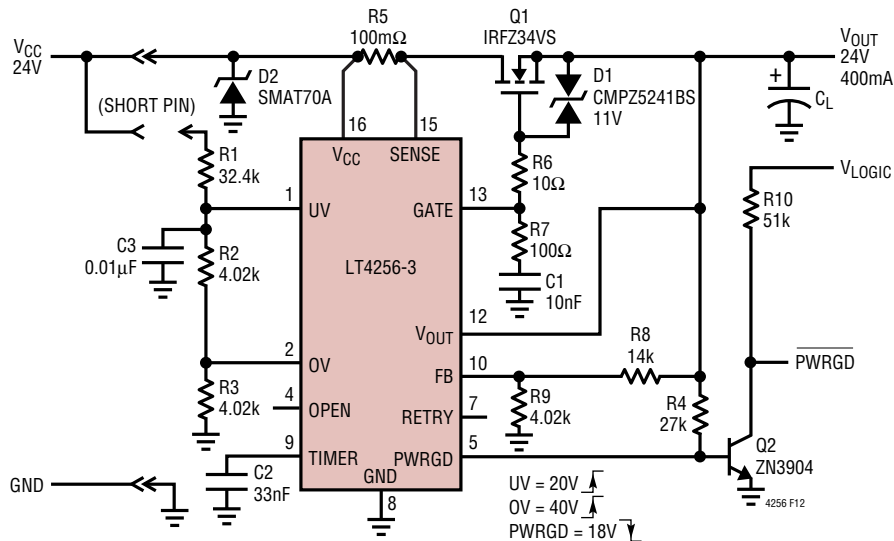 VCC
24V
R5
100mΩ
Q1
IRFZ34VS
VOUT
24V
400mA
D2
SMAT70A
D1
CMPZ5241BS
11V
+
CL
(SHORT PIN)
16
15
VCC
SENSE
R1
32.4k
R6
10Ω
VLOGIC
1
UV
GATE
13
R10
51k
C3
0.01µF
R2
4.02k
R7
100Ω
LT4256-3
C1
10nF
12
VOUT
2
OV
FB
10
R8
14k
PWRGD
R3
4.02k
4
OPEN
RETRY
7
R9
4.02k
R4
27k
9
TIMER
PWRGD
5
Q2
ZN3904
GND
C2
33nF
GND
8
UV = 20V
OV = 40V
PWRGD = 18V
4256 F12